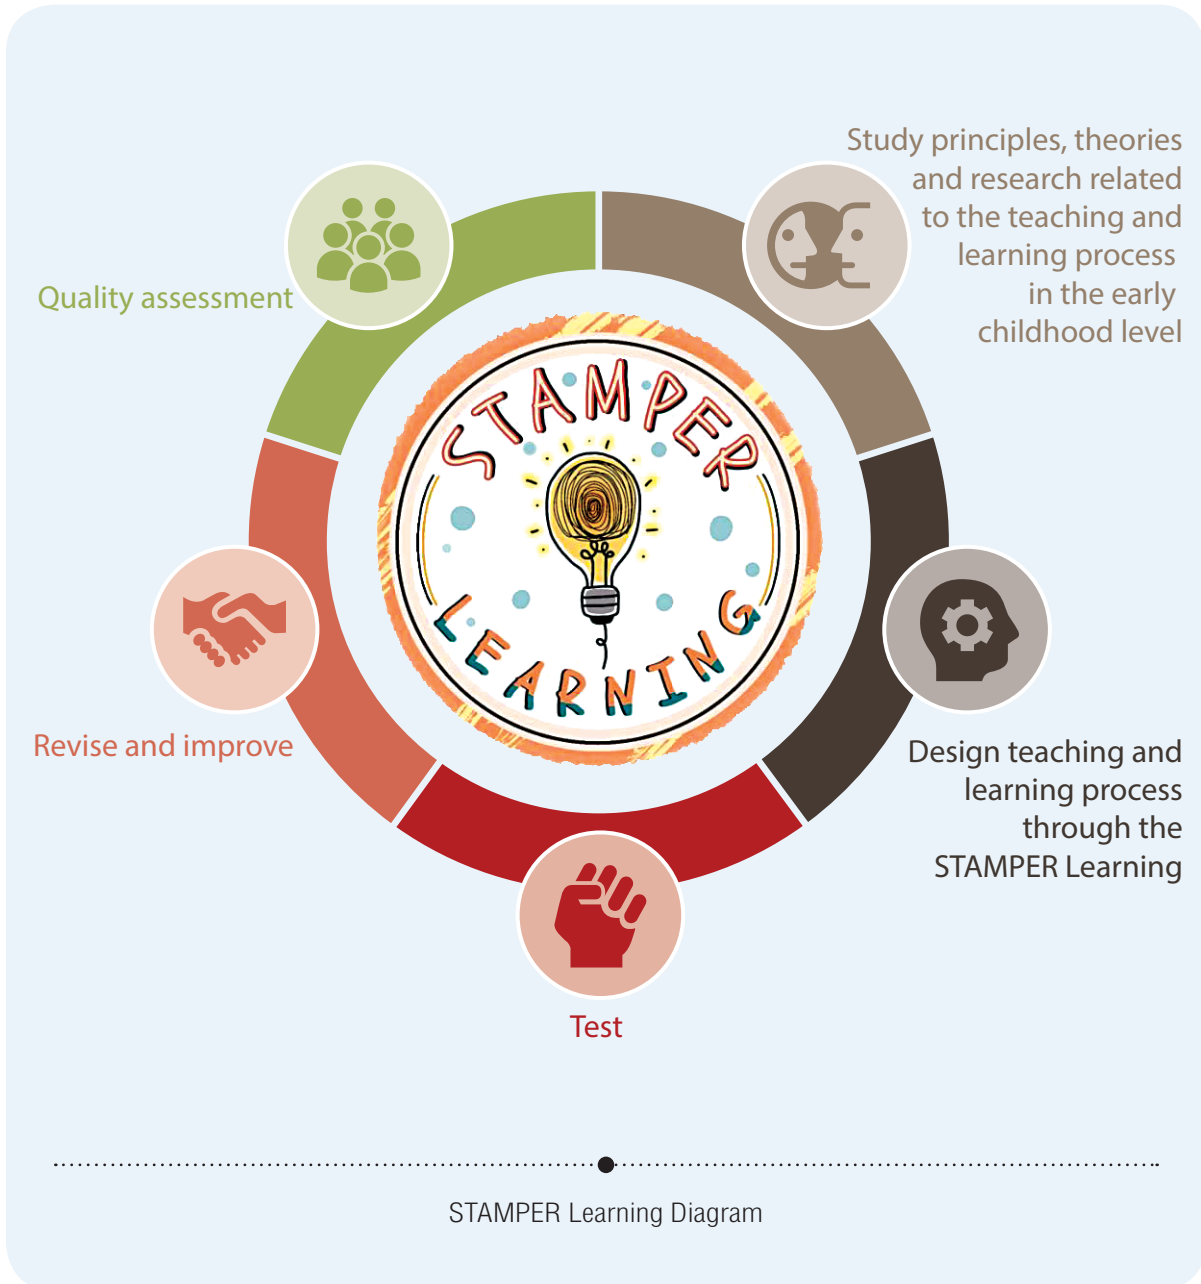 Study principles, theories
and research related
to the teaching and
learning process
in the early
childhood level
Quality assessment
STAMPER
LEARNING
Revise and improve
Design teaching and
learning process
through the
STAMPER Learning
Test
STAMPER Learning Diagram